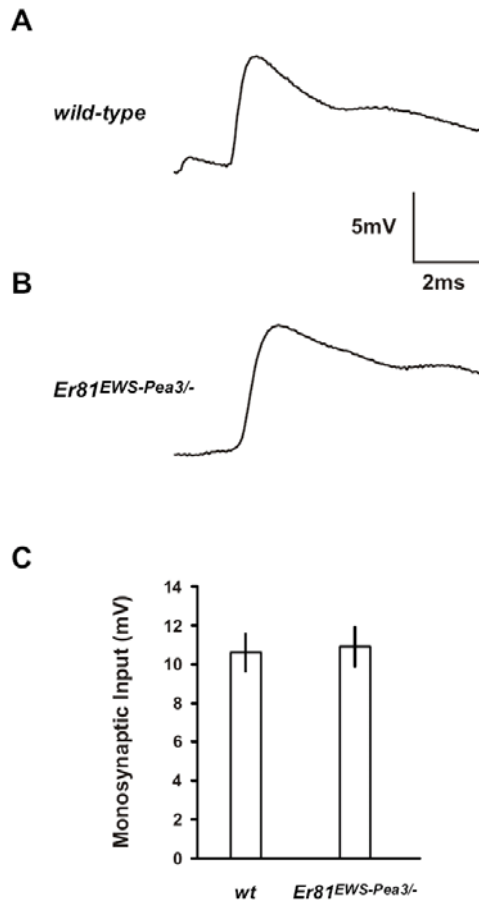 A
wild-type
5mV
2ms
B
Er81EWS-Pea3/-
C
Monosynaptic Input (mV)
14
12
10
8
6
4
2
0
wt Er81EWS-Pea3/-